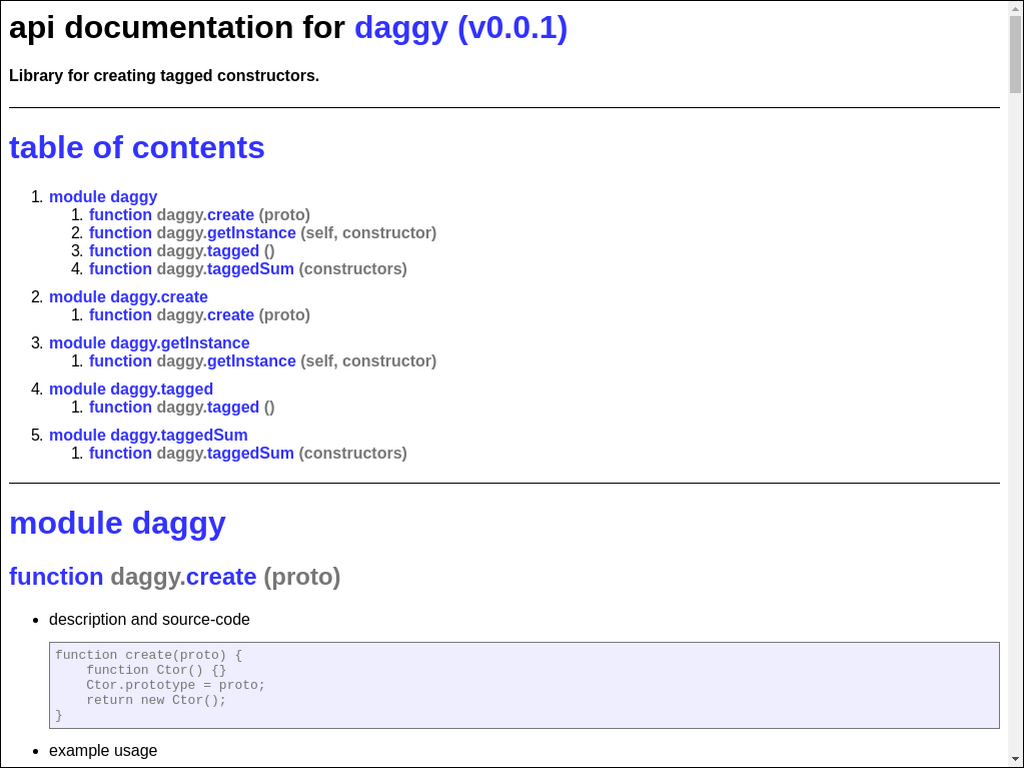 api documentation for daggy (v0.0.1)
Library for creating tagged constructors.
table of contents
1. module daggy
1. function daggy.create (proto)
2. function daggy.getInstance (self, constructor)
3. function daggy.tagged ()
4. function daggy.taggedSum (constructors)
2. module daggy.create
1. function daggy.create (proto)
3. module daggy.getInstance
1. function daggy.getInstance (self, constructor)
4. module daggy.tagged
1. function daggy.tagged ()
5. module daggy.taggedSum
1. function daggy.taggedSum (constructors)
module daggy
function daggy.create (proto)
• description and source-code
function create(proto) {
    function Ctor() {}
    Ctor.prototype = proto;
    return new Ctor();
}
• example usage